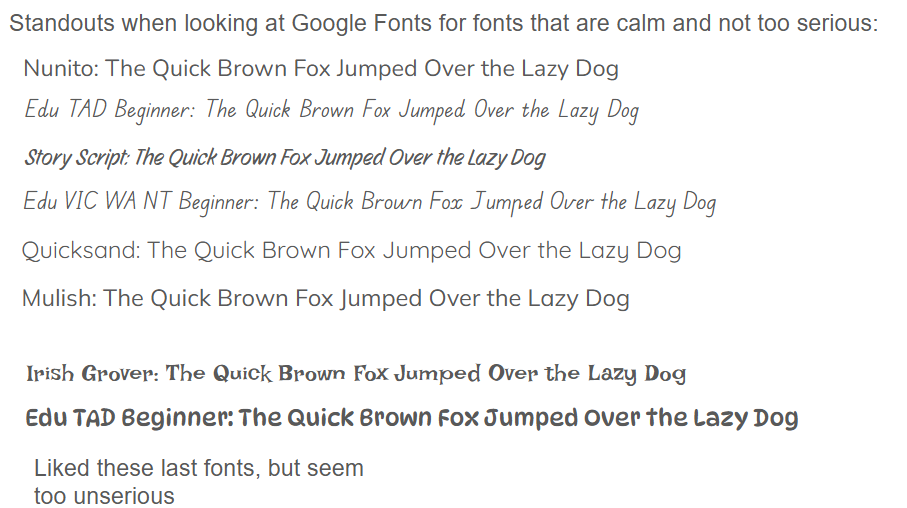 Standouts when looking at Google Fonts for fonts that are calm and not too serious:
Nunito: The Quick Brown Fox Jumped Over the Lazy Dog
Edu TAD Beginner: The Quick Brown Fox Jumped Over the Lazy Dog
Story Script: The Quick Brown Fox Jumped Over the Lazy Dog
Edu VIC WA NT Beginner: The Quick Brown Fox Jumped Over the Lazy Dog
Quicksand: The Quick Brown Fox Jumped Over the Lazy Dog
Mulish: The Quick Brown Fox Jumped Over the Lazy Dog
Irish Grover: The Quick Brown Fox Jumped Over the Lazy Dog
Edu TAD Beginner: The Quick Brown Fox Jumped Over the Lazy Dog
Liked these last fonts, but seem
too unserious